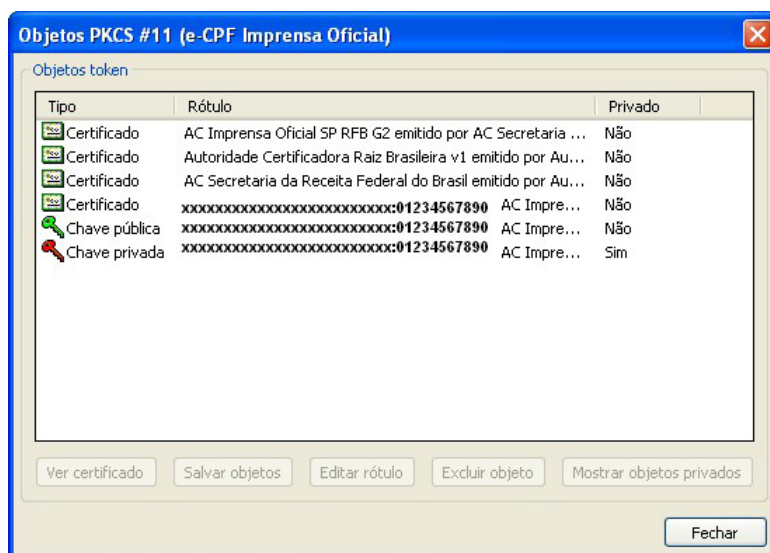 Objetos PKCS #11 (e-CPF Imprensa Oficial)
Objetos token
Tipo Rótulo Privado
Certificado AC Imprensa Oficial SP RFB G2 emitido por AC Secretaria ... Não
Certificado Autoridade Certificadora Raiz Brasileira v1 emitido por Au... Não
Certificado AC Secretaria da Receita Federal do Brasil emitido por Au... Não
Certificado xxxxxxxxxxxxxxxxxxxxxxxxxx:01234567890 AC Impre... Não
Chave pública xxxxxxxxxxxxxxxxxxxxxxxxxx:01234567890 AC Impre... Não
Chave privada xxxxxxxxxxxxxxxxxxxxxxxxxx:01234567890 AC Impre... Sim
Ver certificado Salvar objetos Editar rótulo Excluir objeto Mostrar objetos privados
Fechar